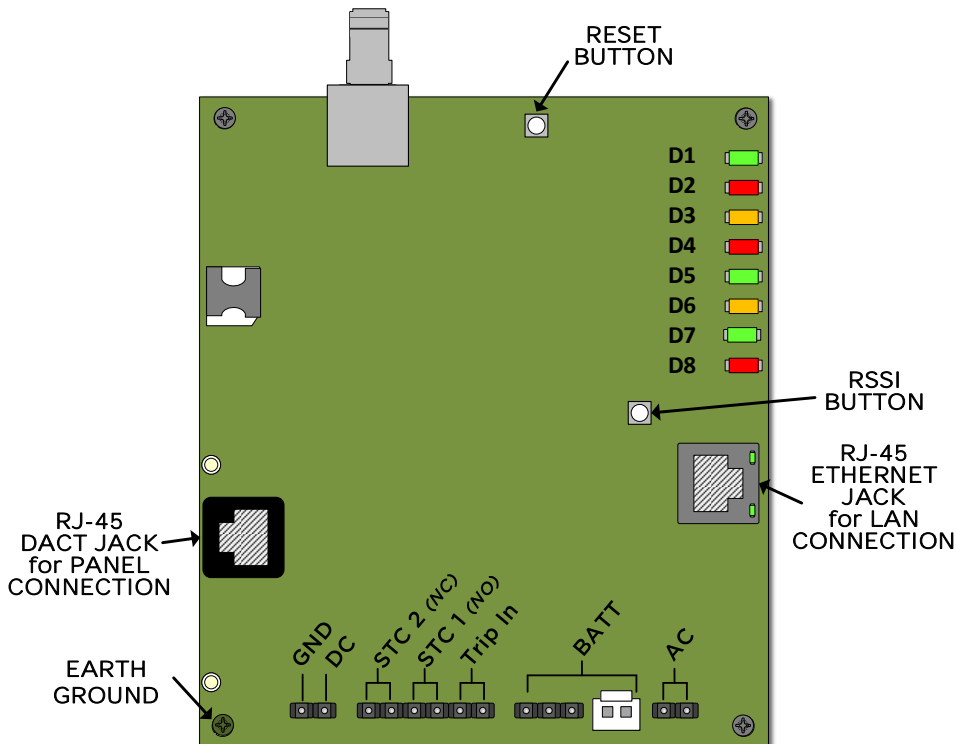 RESET
BUTTON
D1
D2
D3
D4
D5
D6
D7
D8
RSSI
BUTTON
RJ-45
ETHERNET
JACK
for LAN
CONNECTION
RJ-45
DACT JACK
for PANEL
CONNECTION
GND
DC
STC 2 (NC)
STC 1 (NO)
Trip In
BATT
AC
EARTH
GROUND